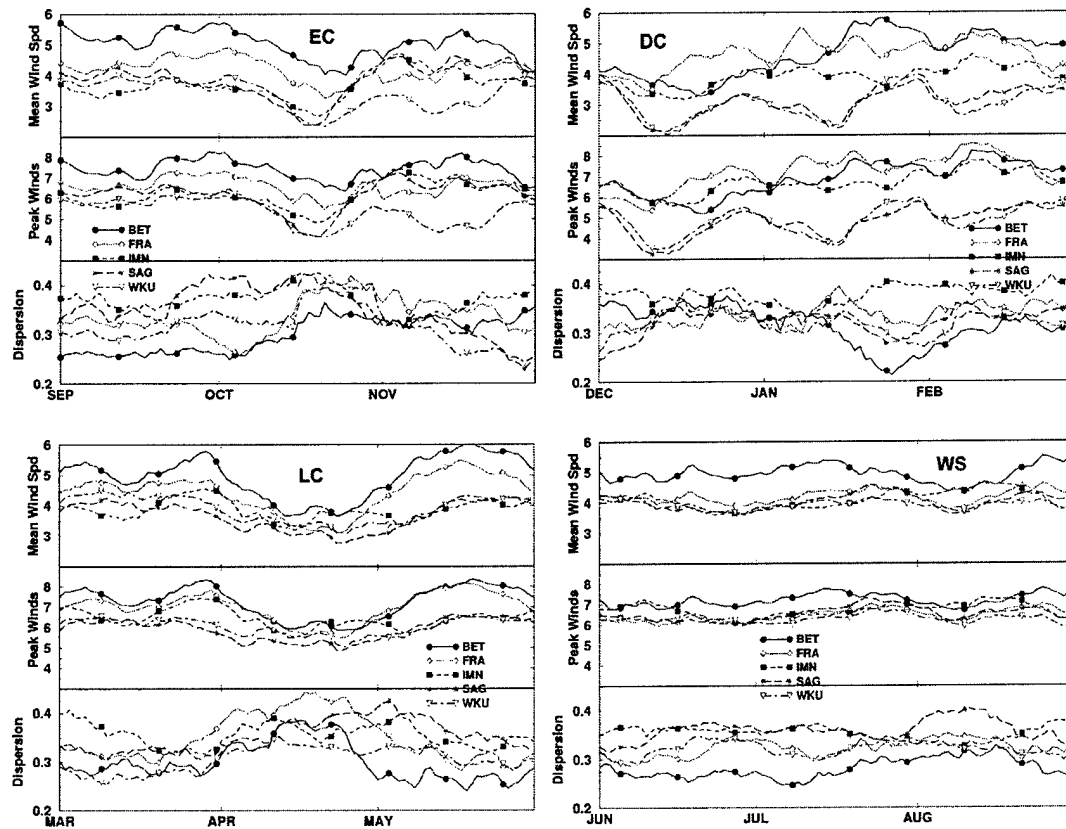 EC
Mean Wind Spd
6
5
4
3
Peak Winds
8
7
6
5
4
3
BET
FRA
IMN
SAG
WKU
Dispersion
0.4
0.3
0.2
SEP
OCT
NOV
DC
Mean Wind Spd
6
5
4
3
Peak Winds
8
7
6
5
4
BET
FRA
IMN
SAG
WKU
Dispersion
0.4
0.3
0.2
DEC
JAN
FEB
LC
Mean Wind Spd
6
5
4
3
Peak Winds
8
7
6
5
4
BET
FRA
IMN
SAG
WKU
Dispersion
0.4
0.3
0.2
MAR
APR
MAY
WS
Mean Wind Spd
6
5
4
3
Peak Winds
8
7
6
5
4
BET
FRA
IMN
SAG
WKU
Dispersion
0.4
0.3
0.2
JUN
JUL
AUG